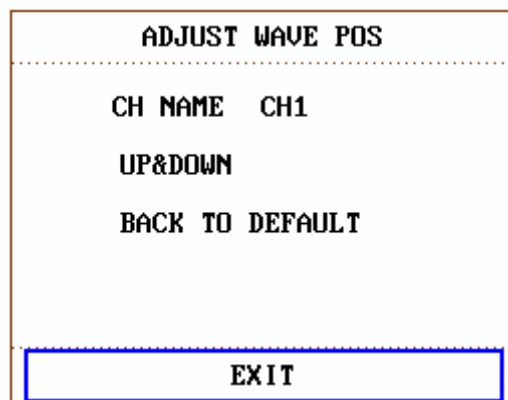 ADJUST WAVE POS
CH NAME CH1
UP&DOWN
BACK TO DEFAULT
EXIT